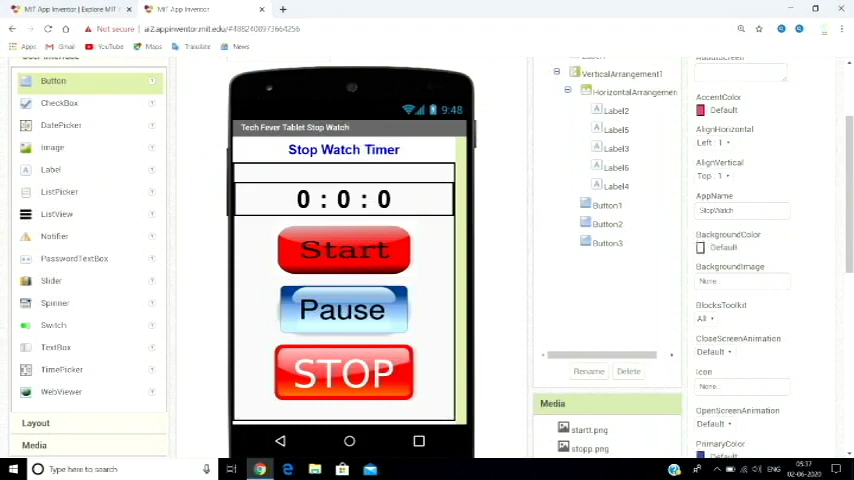 MIT App Inventor | Explore MIT
MIT App Inventor
Not secure | ai2.appinventor.mit.edu/#4882400973664256
Apps
Gmail
YouTube
Maps
Translate
News
User Interface
Button
CheckBox
DatePicker
Image
Label
ListPicker
ListView
Notifier
PasswordTextBox
Slider
Spinner
Switch
TextBox
TimePicker
WebViewer
Layout
Media
9:48
Tech Fever Tablet Stop Watch
Stop Watch Timer
0 : 0 : 0
Start
Pause
STOP
VerticalArrangement1
HorizontalArrangemen
Label2
Label5
Label3
Label6
Label4
Button1
Button2
Button3
Rename
Delete
Media
startt.png
stopp.png
AboutScreen
AccentColor
Default
AlignHorizontal
Left : 1
AlignVertical
Top : 1
AppName
StopWatch
BackgroundColor
Default
BackgroundImage
None...
BlocksToolkit
All
CloseScreenAnimation
Default
Icon
None...
OpenScreenAnimation
Default
PrimaryColor
Default
Type here to search
ENG
05:37
02-06-2020